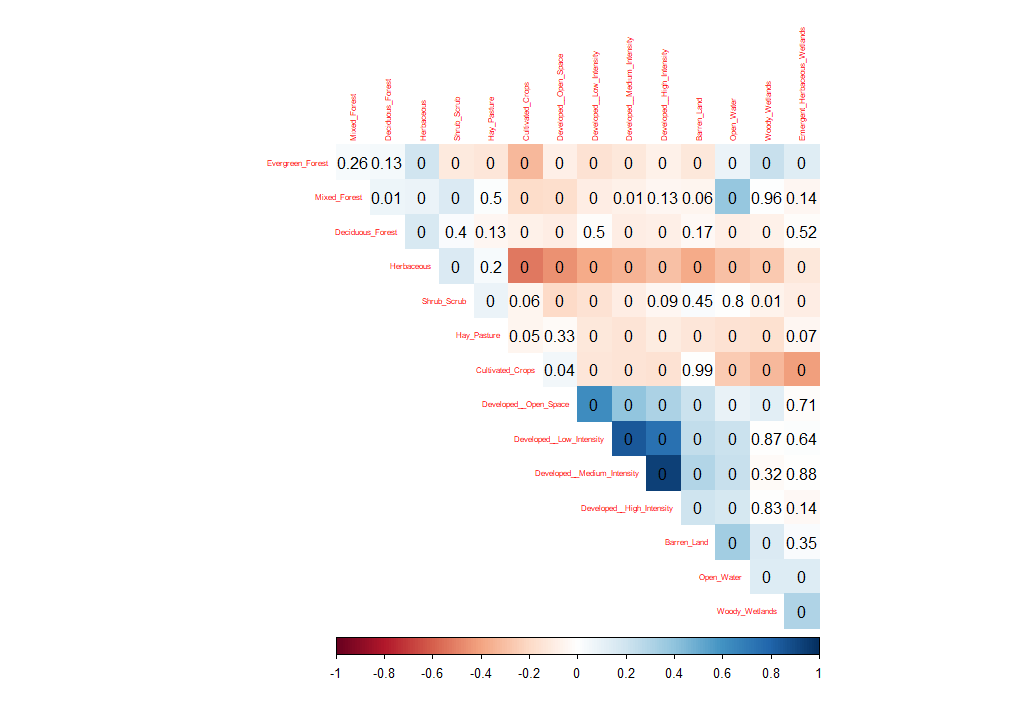 Mixed_Forest Deciduous_Forest Herbaceous Shrub_Scrub Hay_Pasture Cultivated_Crops Developed__Open_Space Developed__Low_Intensity Developed__Medium_Intensity Developed__High_Intensity Barren_Land Open_Water Woody_Wetlands Emergent_Herbaceous_Wetlands
Evergreen_Forest 0.26 0.13 0 0 0 0 0 0 0 0 0 0 0 0
Mixed_Forest 0.01 0 0 0.5 0 0 0 0.01 0.13 0.06 0 0.96 0.14
Deciduous_Forest 0 0.4 0.13 0 0 0.5 0 0 0.17 0 0 0.52
Herbaceous 0 0.2 0 0 0 0 0 0 0 0 0
Shrub_Scrub 0 0.06 0 0 0 0.09 0.45 0.8 0.01 0
Hay_Pasture 0.05 0.33 0 0 0 0 0 0 0.07
Cultivated_Crops 0.04 0 0 0 0.99 0 0 0
Developed__Open_Space 0 0 0 0 0 0 0.71
Developed__Low_Intensity 0 0 0 0 0.87 0.64
Developed__Medium_Intensity 0 0 0 0.32 0.88
Developed__High_Intensity 0 0 0.83 0.14
Barren_Land 0 0 0.35
Open_Water 0 0
Woody_Wetlands 0
-1 -0.8 -0.6 -0.4 -0.2 0 0.2 0.4 0.6 0.8 1